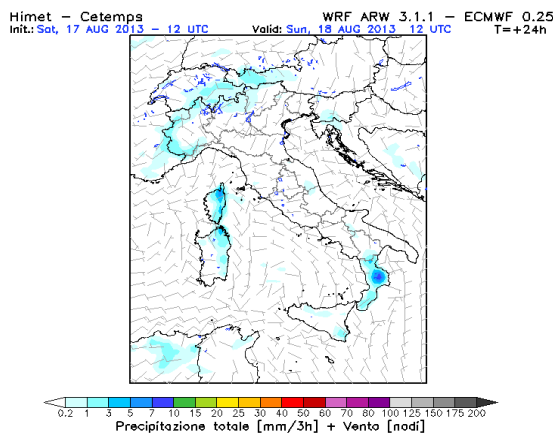 Himet – Cetemps WRF ARW 3.1.1 – ECMWF 0.25
Init.: Sat, 17 AUG 2013 – 12 UTC Valid: Sun, 18 AUG 2013 12 UTC T=+24h
0.2 1 3 5 7 10 15 20 25 30 40 50 60 70 80 90 100 125 150 175 200
Precipitazione totale [mm/3h] + Vento [nodi]